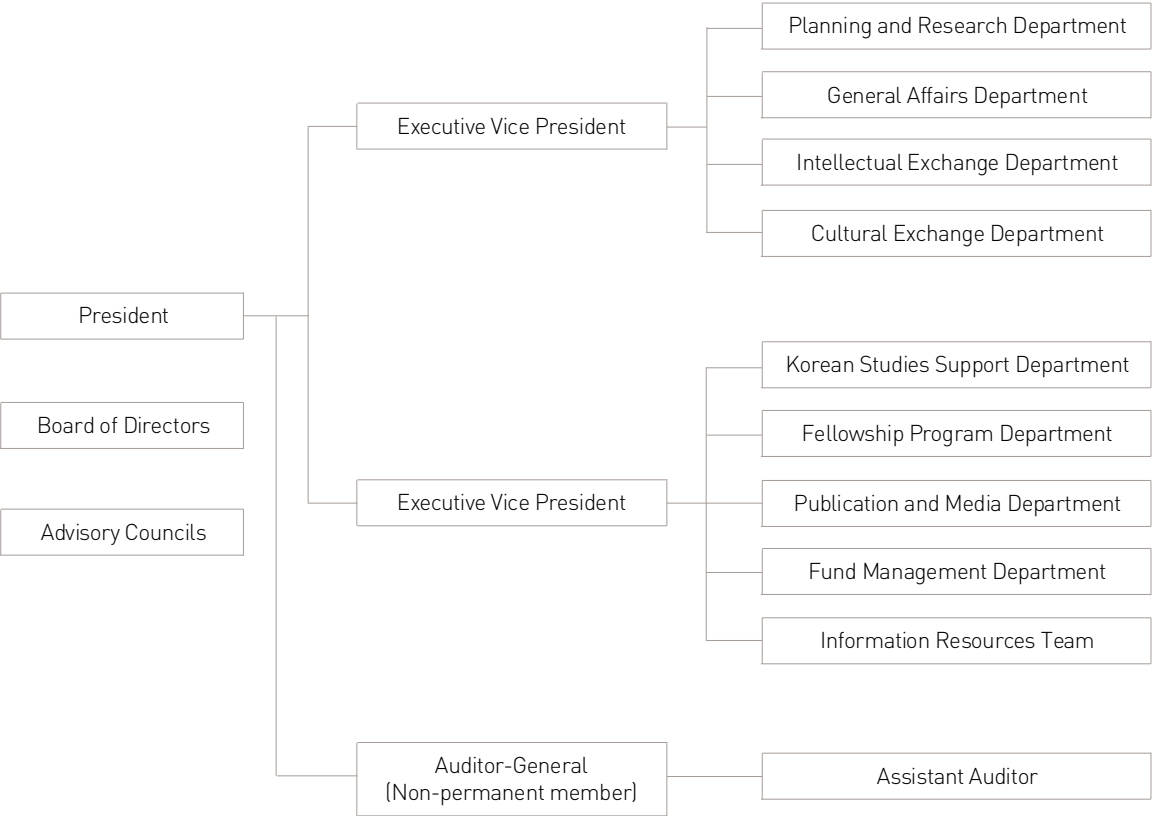 Planning and Research Department
General Affairs Department
Executive Vice President
Intellectual Exchange Department
Cultural Exchange Department
President
Board of Directors
Advisory Councils
Korean Studies Support Department
Fellowship Program Department
Executive Vice President
Publication and Media Department
Fund Management Department
Information Resources Team
Auditor-General
(Non-permanent member)
Assistant Auditor